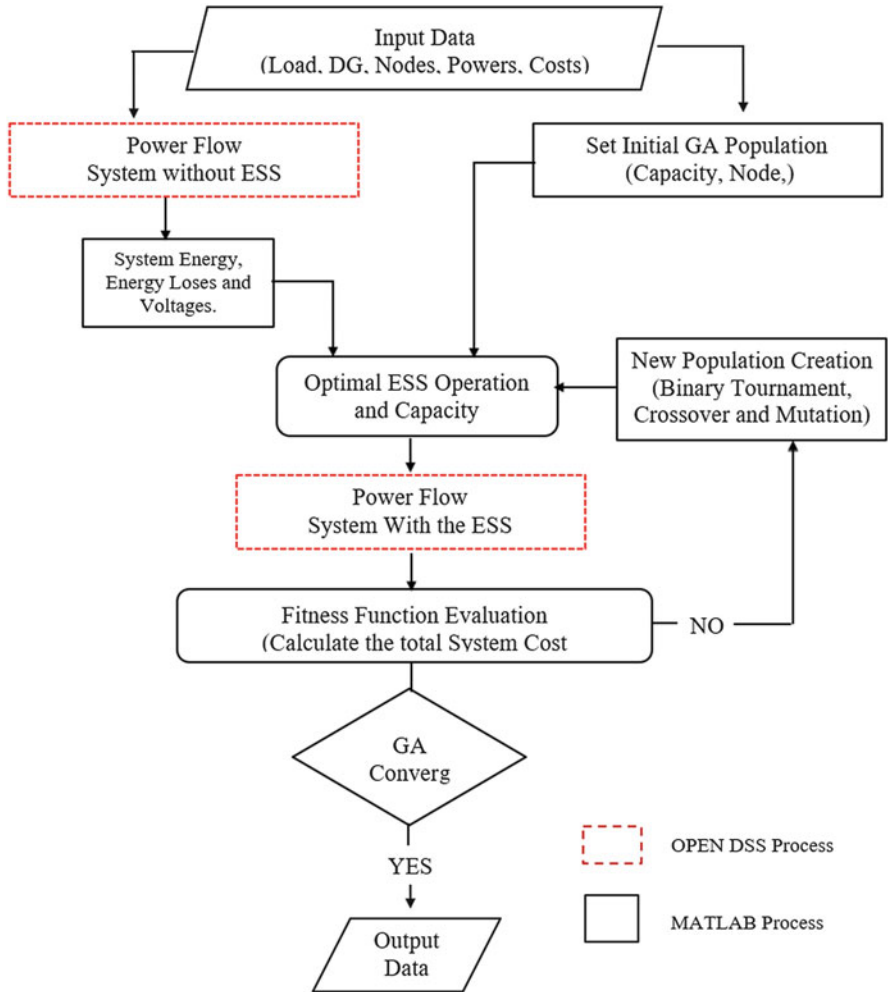 Input Data
(Load, DG, Nodes, Powers, Costs)
Power Flow
System without ESS
Set Initial GA Population
(Capacity, Node,)
System Energy,
Energy Loses and
Voltages.
Optimal ESS Operation
and Capacity
New Population Creation
(Binary Tournament,
Crossover and Mutation)
Power Flow
System With the ESS
Fitness Function Evaluation
(Calculate the total System Cost
NO
GA
Converg
YES
Output
Data
OPEN DSS Process
MATLAB Process